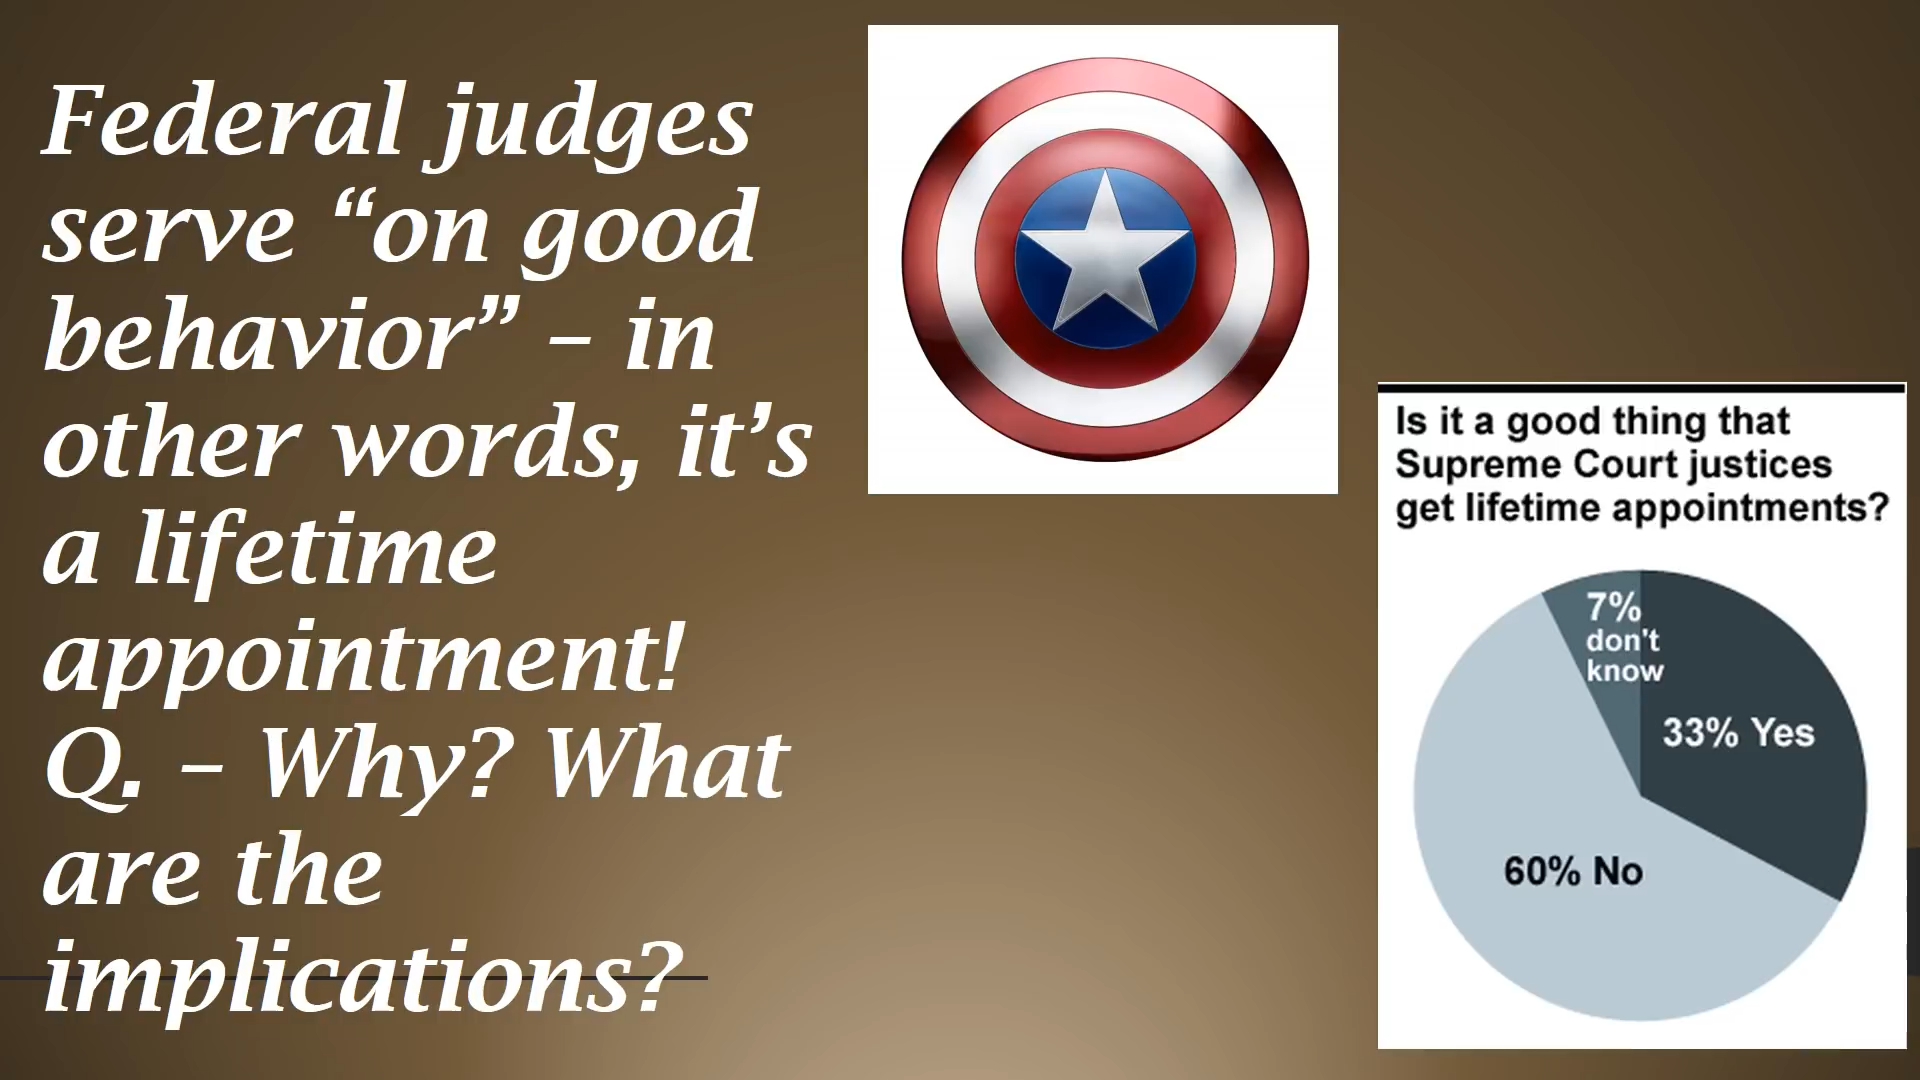 Federal judges
serve “on good
behavior” – in
other words, it’s
a lifetime
appointment!
Q. – Why? What
are the
implications?
Is it a good thing that
Supreme Court justices
get lifetime appointments?
7%
don't
know
33% Yes
60% No